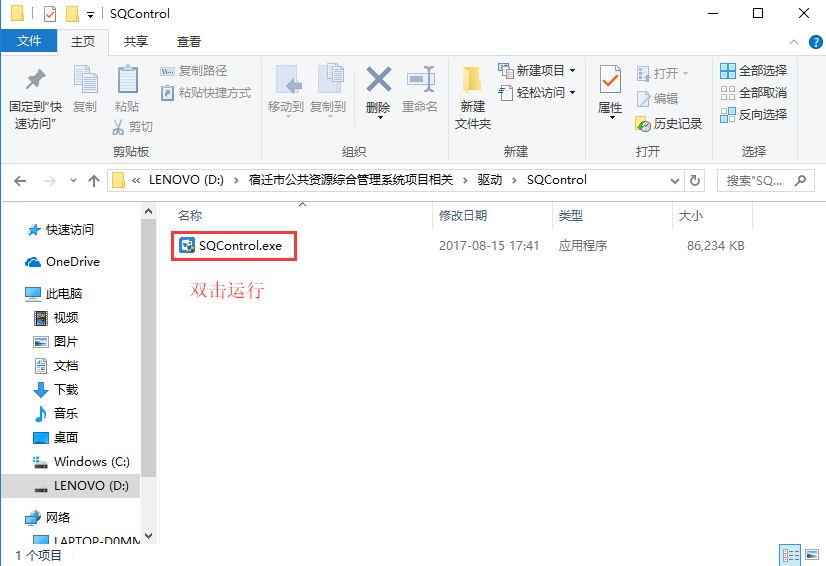 SQControl
文件 主页 共享 查看
固定到"快速访问"
复制
粘贴
复制路径
粘贴快捷方式
剪切
剪贴板
移动到
复制到
删除
重命名
组织
新建
文件夹
新建项目
轻松访问
新建
属性
打开
编辑
历史记录
打开
全部选择
全部取消
反向选择
选择
« LENOVO (D:) › 宿迁市公共资源综合管理系统项目相关 › 驱动 › SQControl
搜索"SQ...
快速访问
OneDrive
此电脑
视频
图片
文档
下载
音乐
桌面
Windows (C:)
LENOVO (D:)
网络
LAPTOP-D0MM
名称 修改日期 类型 大小
SQControl.exe 2017-08-15 17:41 应用程序 86,234 KB
双击运行
1 个项目